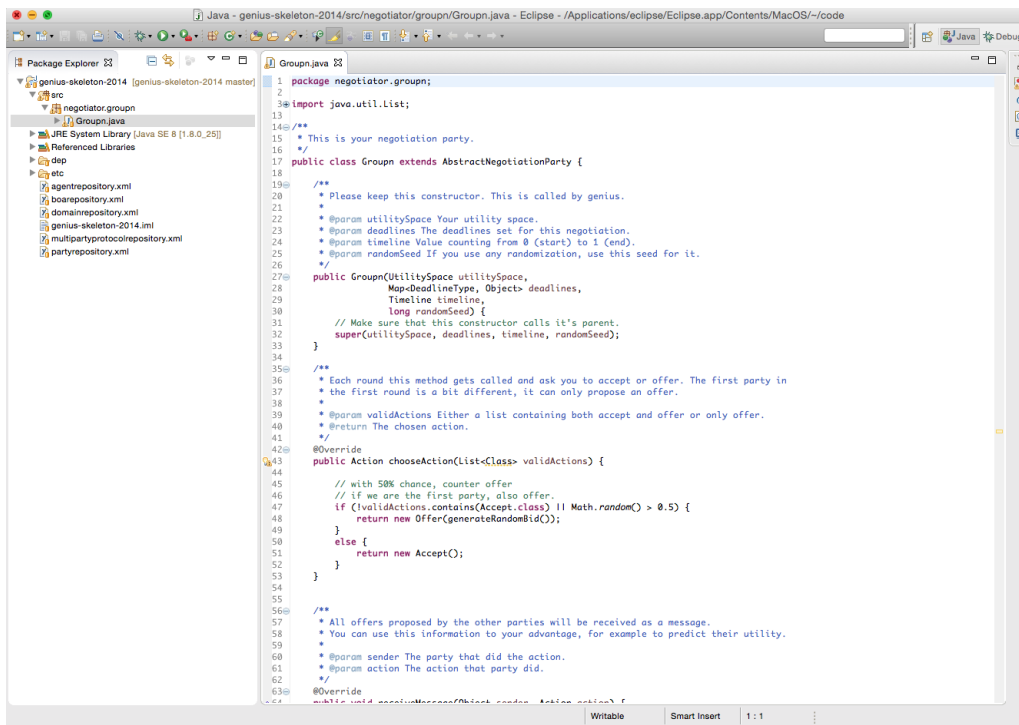 Java - genius-skeleton-2014/src/negotiator/groupn/Groupn.java - Eclipse - /Applications/eclipse/Eclipse.app/Contents/MacOS/~/code
Java
Debug
Package Explorer
genius-skeleton-2014 [genius-skeleton-2014 master]
src
negotiator.groupn
Groupn.java
JRE System Library [Java SE 8 [1.8.0_25]]
Referenced Libraries
dep
etc
agentrepository.xml
boarepository.xml
domainrepository.xml
genius-skeleton-2014.iml
multipartyprotocolrepository.xml
partyrepository.xml
Groupn.java
1 package negotiator.groupn;
2
3 import java.util.List;
13
14 /**
15 * This is your negotiation party.
16 */
17 public class Groupn extends AbstractNegotiationParty {
18
19 /**
20 * Please keep this constructor. This is called by genius.
21 *
22 * @param utilitySpace Your utility space.
23 * @param deadlines The deadlines set for this negotiation.
24 * @param timeline Value counting from 0 (start) to 1 (end).
25 * @param randomSeed If you use any randomization, use this seed for it.
26 */
27 public Groupn(UtilitySpace utilitySpace,
28 Map<DeadlineType, Object> deadlines,
29 Timeline timeline,
30 long randomSeed) {
31 // Make sure that this constructor calls it's parent.
32 super(utilitySpace, deadlines, timeline, randomSeed);
33 }
34
35 /**
36 * Each round this method gets called and ask you to accept or offer. The first party in
37 * the first round is a bit different, it can only propose an offer.
38 *
39 * @param validActions Either a list containing both accept and offer or only offer.
40 * @return The chosen action.
41 */
42 @Override
43 public Action chooseAction(List<Class> validActions) {
44
45 // with 50% chance, counter offer
46 // if we are the first party, also offer.
47 if (!validActions.contains(Accept.class) || Math.random() > 0.5) {
48 return new Offer(generateRandomBid());
49 }
50 else {
51 return new Accept();
52 }
53 }
54
55
56 /**
57 * All offers proposed by the other parties will be received as a message.
58 * You can use this information to your advantage, for example to predict their utility.
59 *
60 * @param sender The party that did the action.
61 * @param action The action that party did.
62 */
63 @Override
64 public void receiveMessage(Object sender, Action action) {
Writable
Smart Insert
1 : 1